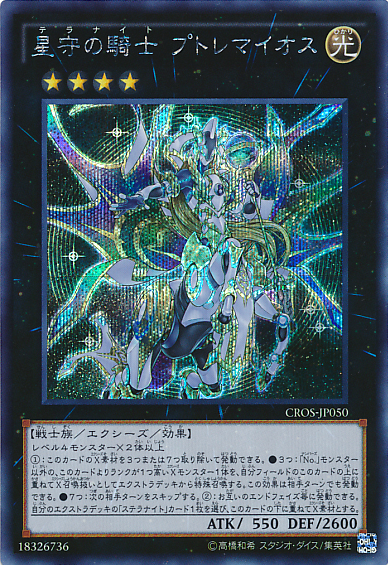 テラナイト
星守の騎士 プトレマイオス
ひかり
光
CROS-JP050
【戦士族／エクシーズ／効果】
レベル4モンスター×2体以上
①：このカードのX素材を3つまたは7つ取り除いて発動できる。●3つ：「No.」モンスター
以外の、このカードよりランクが1つ高いXモンスター1体を、自分フィールドのこのカードの上に
重ねてX召喚扱いとしてエクストラデッキから特殊召喚する。この効果は相手ターンでも発動
できる。●7つ：次の相手ターンをスキップする。②：お互いのエンドフェイズ毎に発動できる。
自分のエクストラデッキの「ステラナイト」カード1枚を選び、このカードの下に重ねてX素材とする。
ATK/ 550 DEF/2600
18326736
©高橋和希 スタジオ・ダイス/集英社